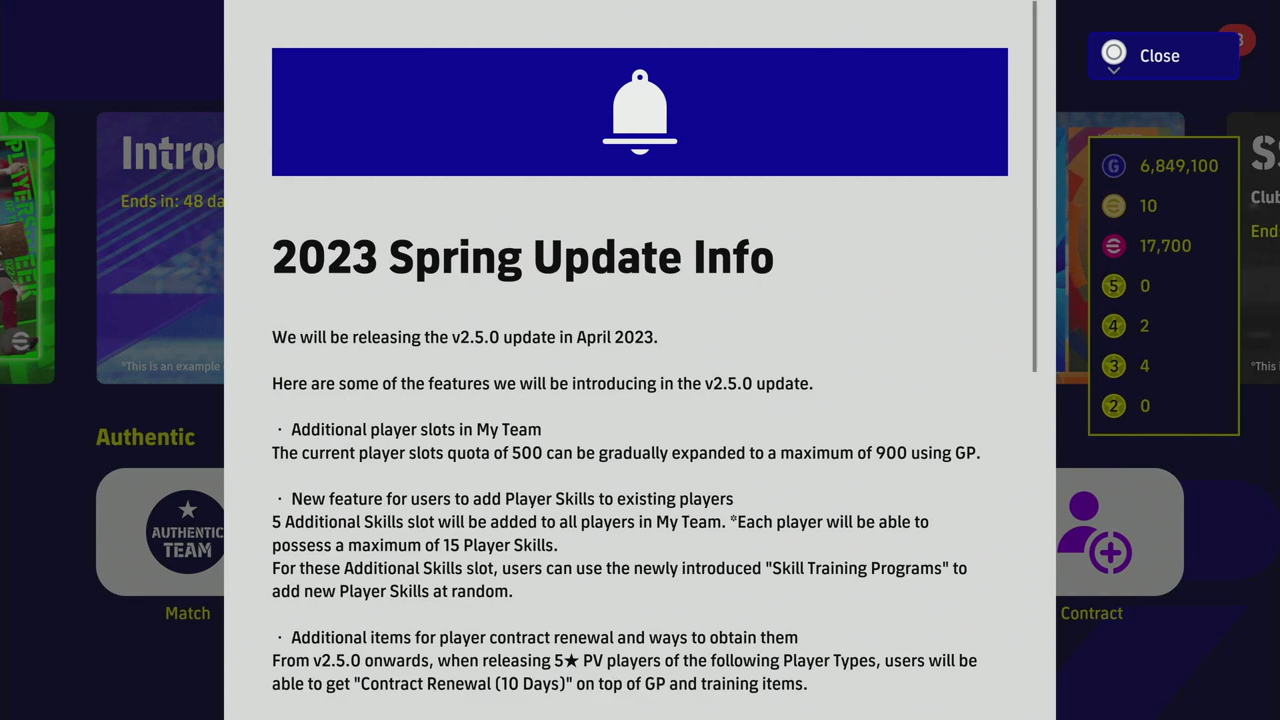 Close
3
Intro
Ends in: 48 da
*This is an example
PLAYERS
6,849,100
10
17,700
5 0
4 2
3 4
2 0
Club
Ends
*This i
2023 Spring Update Info
We will be releasing the v2.5.0 update in April 2023.
Here are some of the features we will be introducing in the v2.5.0 update.
· Additional player slots in My Team
The current player slots quota of 500 can be gradually expanded to a maximum of 900 using GP.
· New feature for users to add Player Skills to existing players
5 Additional Skills slot will be added to all players in My Team. *Each player will be able to
possess a maximum of 15 Player Skills.
For these Additional Skills slot, users can use the newly introduced "Skill Training Programs" to
add new Player Skills at random.
· Additional items for player contract renewal and ways to obtain them
From v2.5.0 onwards, when releasing 5★ PV players of the following Player Types, users will be
able to get "Contract Renewal (10 Days)" on top of GP and training items.
Authentic
AUTHENTIC
TEAM
Match
Contract